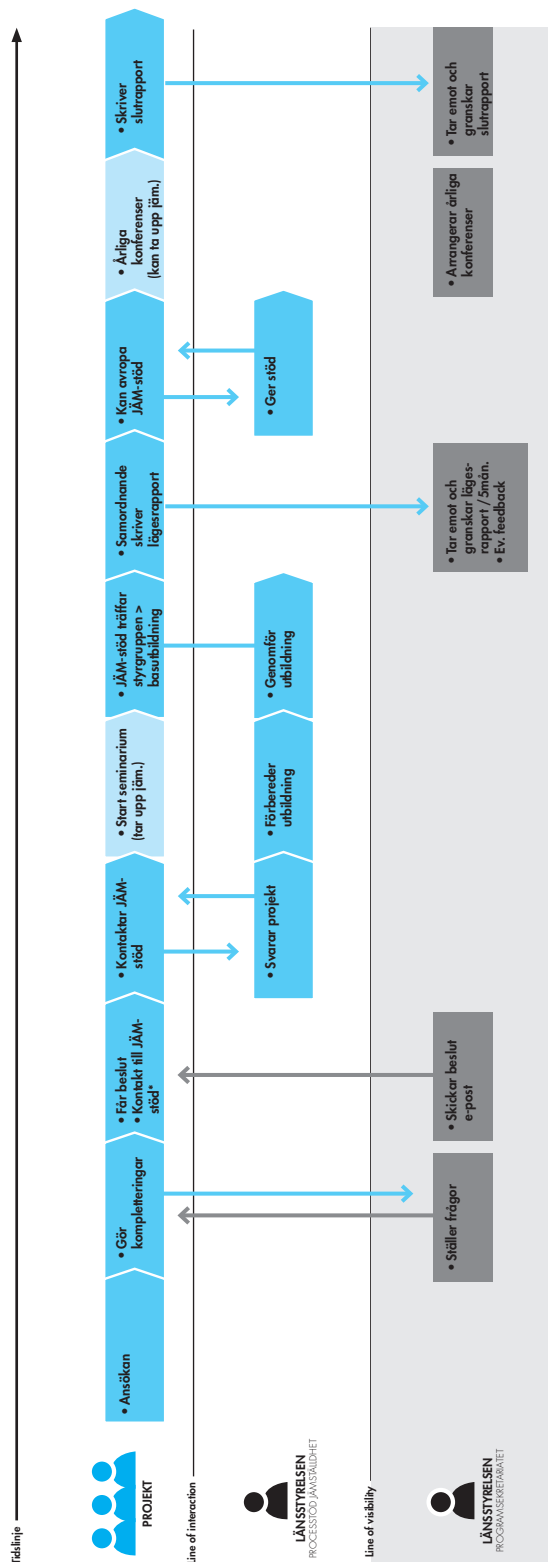 Tidslinje
PROJEKT
• Ansökan
• Gör
kompletteringar
• Får beslut
• Kontakt till JÄM-
stöd*
• Kontaktar JÄM-
stöd
• Start seminarium
(tar upp jäm.)
• JÄM-stöd träffar
styrgruppen >
basutbildning
• Samordnande
skriver
lägesrapport
• Kan avropa
JÄM-stöd
• Årliga
konferenser
(kan ta upp jäm.)
• Skriver
slutrapport
Line of interaction
LÄNSSTYRELSEN
PROCESSTÖD JÄMSTÄLLDHET
• Svarar projekt
• Förbereder
utbildning
• Genomför
utbildning
• Ger stöd
Line of visibility
LÄNSSTYRELSEN
PROGRAMSEKRETARIATET
• Ställer frågor
• Skickar beslut
e-post
• Tar emot och
granskar läges-
rapport /5mån.
• Ev. feedback
• Arrangerar årliga
konferenser
• Tar emot och
granskar
slutrapport